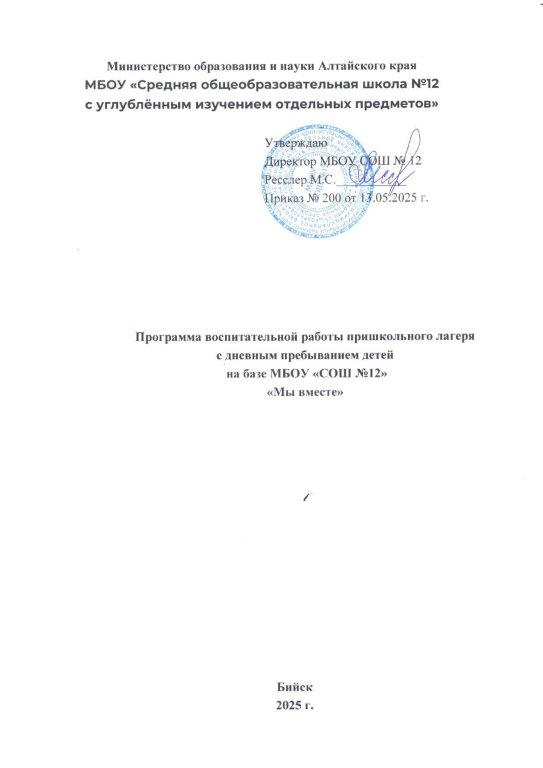 Министерство образования и науки Алтайского края
МБОУ «Средняя общеобразовательная школа №12
с углублённым изучением отдельных предметов»
Утверждаю
Директор МБОУ СОШ № 12
Ресслер М.С.
Приказ № 200 от 13.05.2025 г.
Программа воспитательной работы пришкольного лагеря
с дневным пребыванием детей
на базе МБОУ «СОШ №12»
«Мы вместе»
Бийск
2025 г.